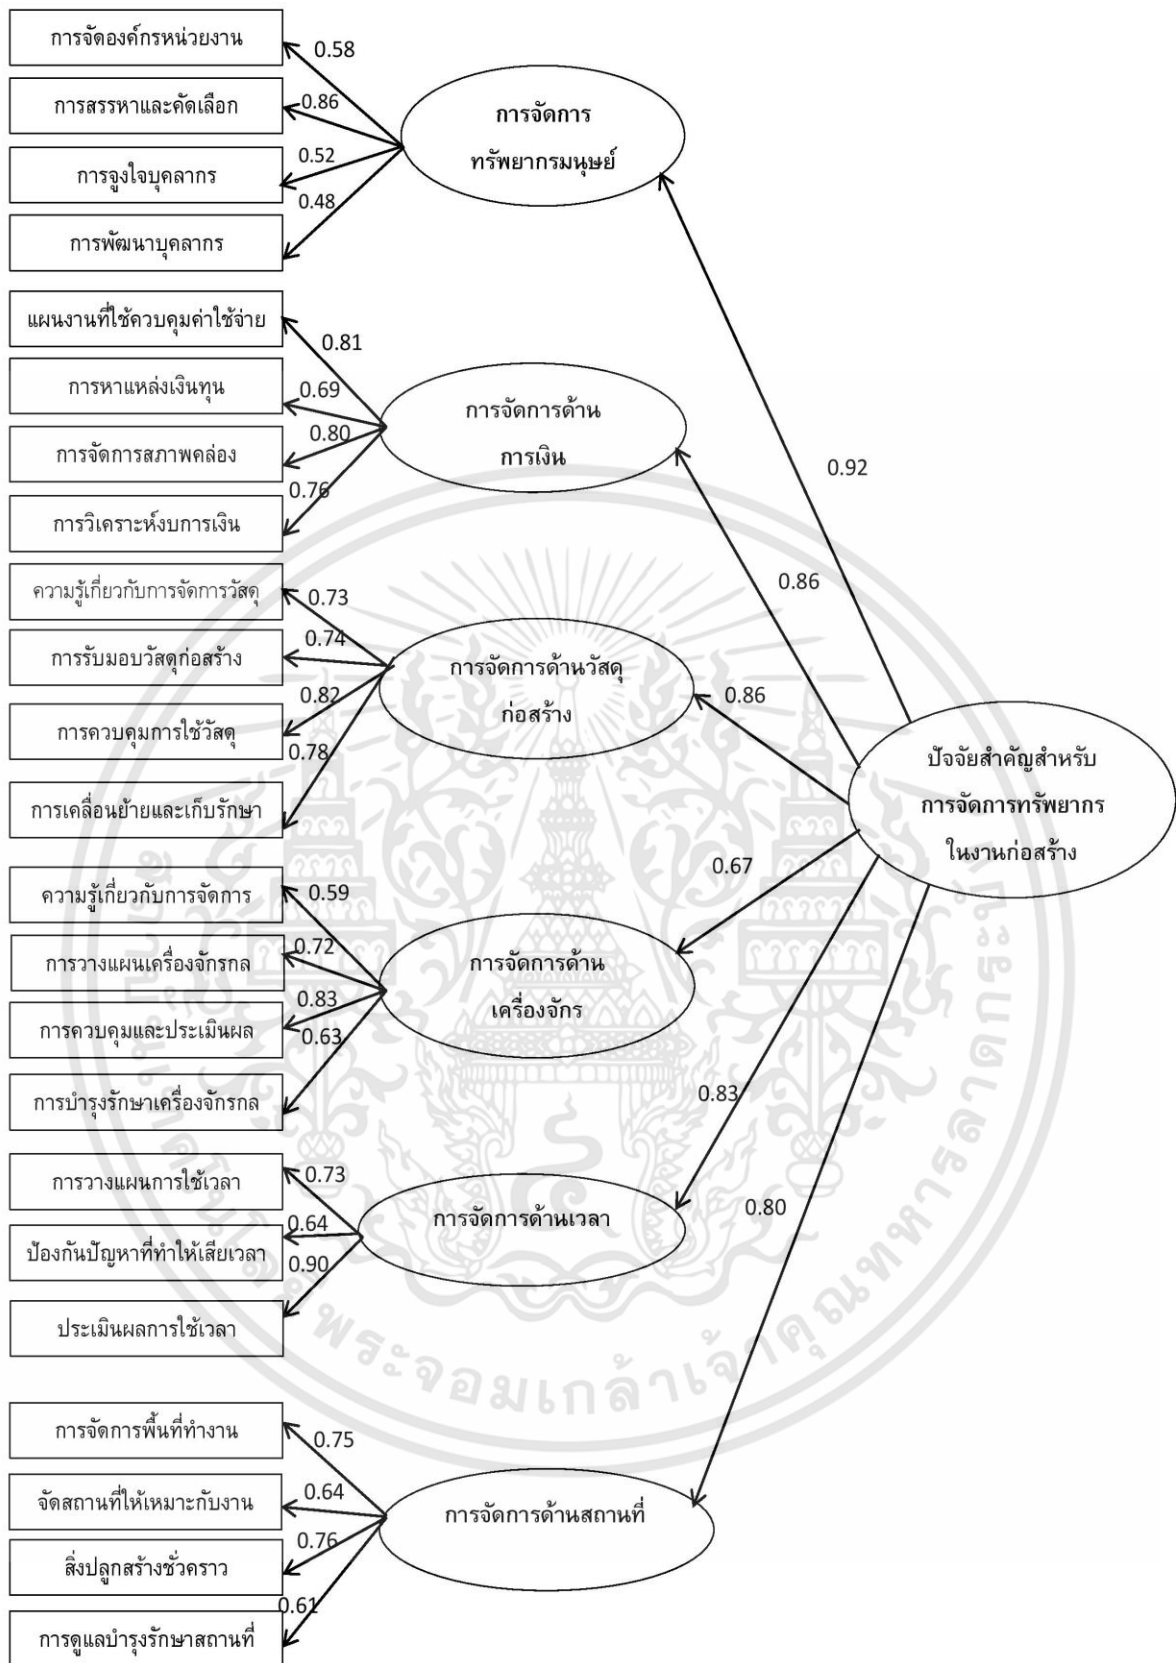 การจัดองค์กรหน่วยงาน
0.58
การสรรหาและคัดเลือก
0.86
การจูงใจบุคลากร
0.52
การพัฒนาบุคลากร
0.48
การจัดการ
ทรัพยากรมนุษย์
0.92
แผนงานที่ใช้ควบคุมค่าใช้จ่าย
0.81
การหาแหล่งเงินทุน
0.69
การจัดการสภาพคล่อง
0.80
การวิเคราะห์งบการเงิน
0.76
การจัดการด้าน
การเงิน
0.86
ความรู้เกี่ยวกับการจัดการวัสดุ
0.73
การรับมอบวัสดุก่อสร้าง
0.74
การควบคุมการใช้วัสดุ
0.82
การเคลื่อนย้ายและเก็บรักษา
0.78
การจัดการด้านวัสดุ
ก่อสร้าง
0.86
ปัจจัยสำคัญสำหรับ
การจัดการทรัพยากร
ในงานก่อสร้าง
ความรู้เกี่ยวกับการจัดการ
0.59
การวางแผนเครื่องจักรกล
0.72
การควบคุมและประเมินผล
0.83
การบำรุงรักษาเครื่องจักรกล
0.63
การจัดการด้าน
เครื่องจักร
0.67
การวางแผนการใช้เวลา
0.73
ป้องกันปัญหาที่ทำให้เสียเวลา
0.64
ประเมินผลการใช้เวลา
0.90
การจัดการด้านเวลา
0.83
การจัดการพื้นที่ทำงาน
0.75
จัดสถานที่ให้เหมาะกับงาน
0.64
สิ่งปลูกสร้างชั่วคราว
0.76
การดูแลบำรุงรักษาสถานที่
0.61
การจัดการด้านสถานที่
0.80
พระจอมเกล้าเจ้าคุณทหารลาดกระบัง